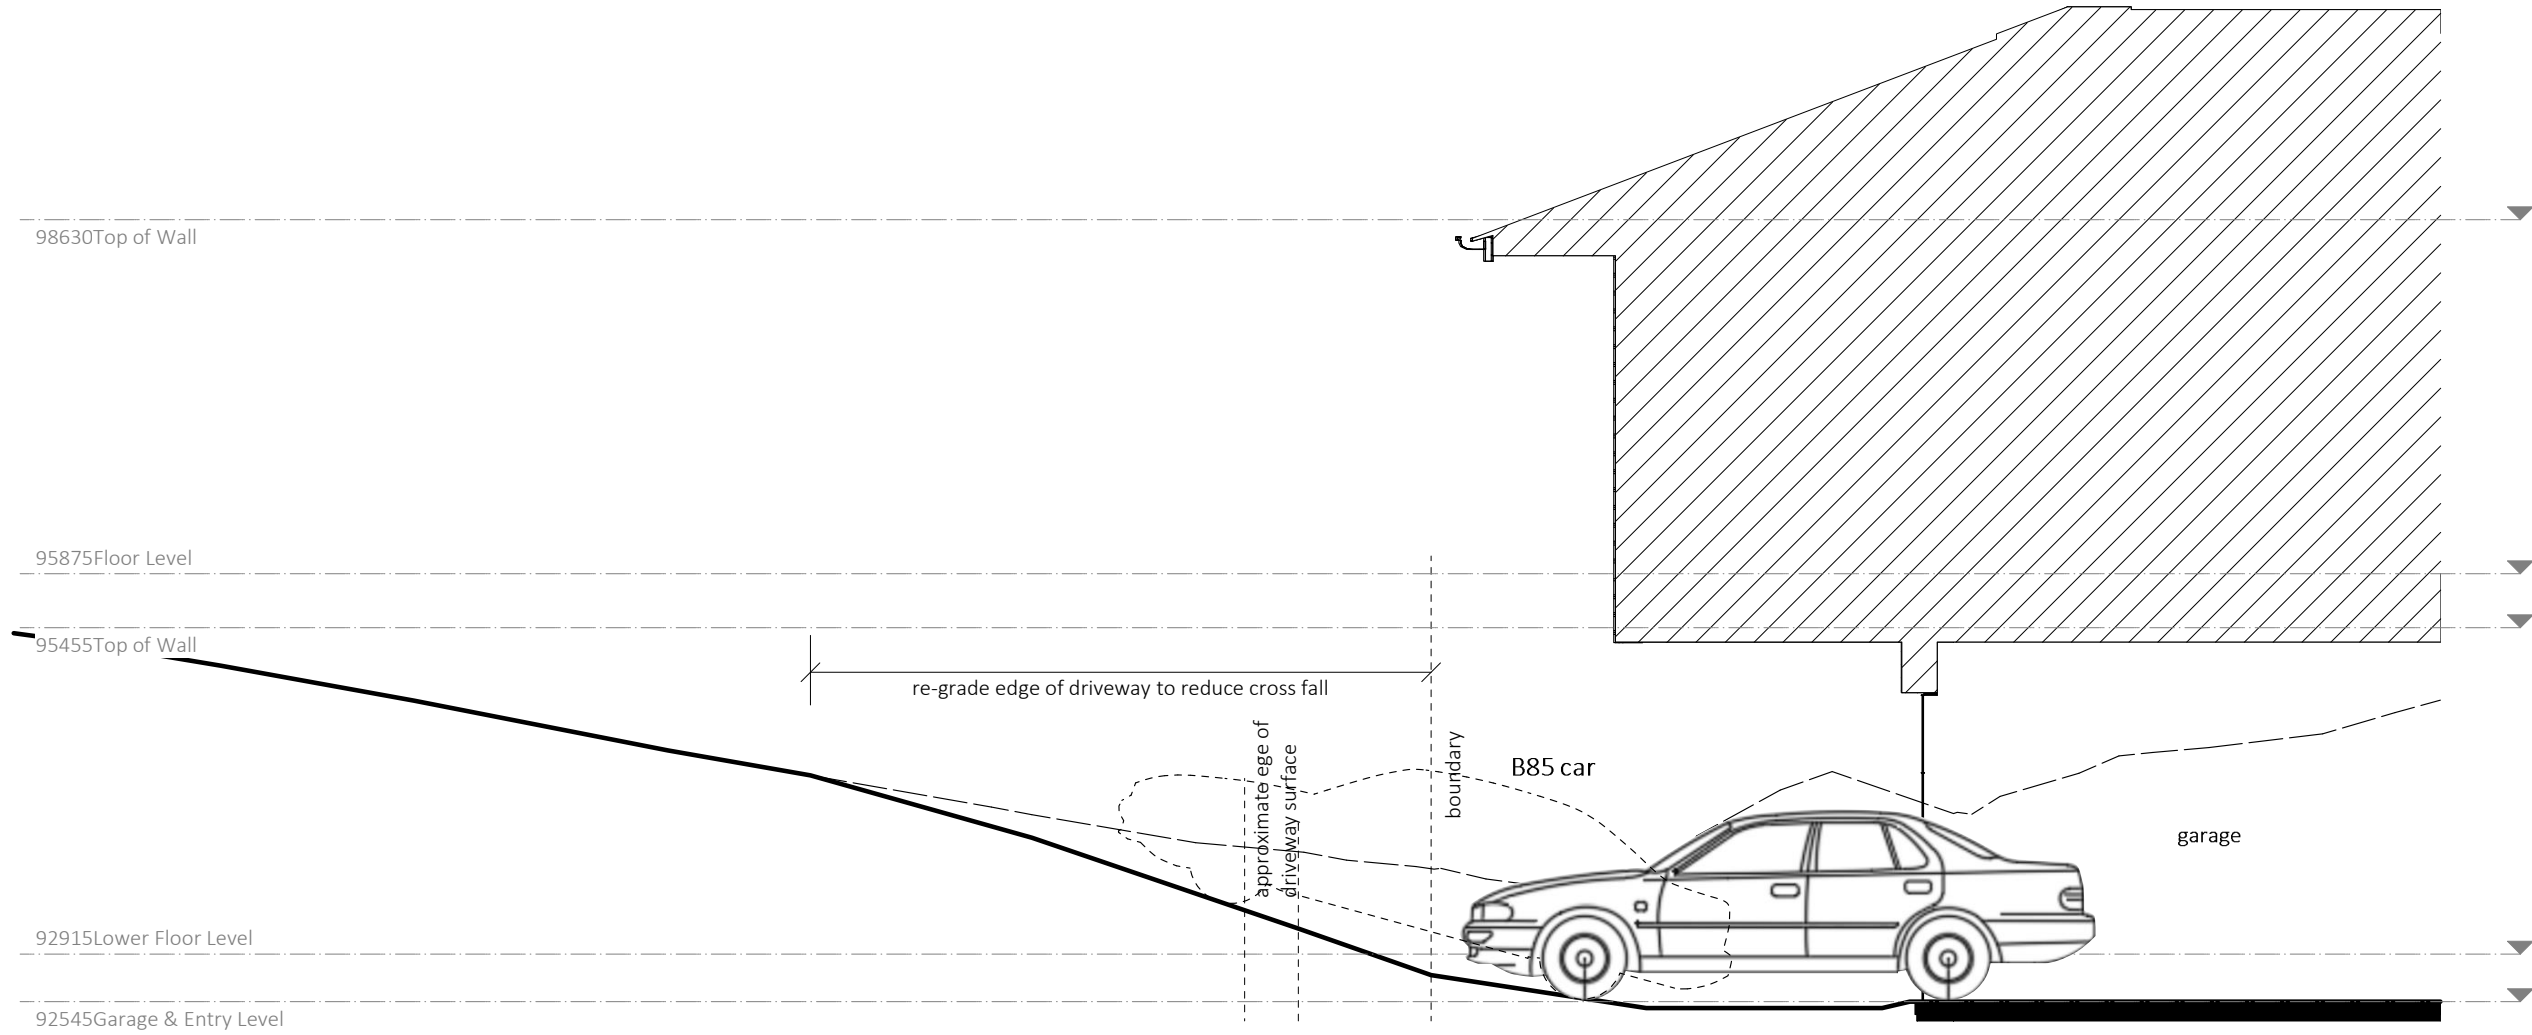 98630Top of Wall
95875Floor Level
95455Top of Wall
re-grade edge of driveway to reduce cross fall
approximate ege of
driveway surface
boundary
B85 car
garage
92915Lower Floor Level
92545Garage & Entry Level